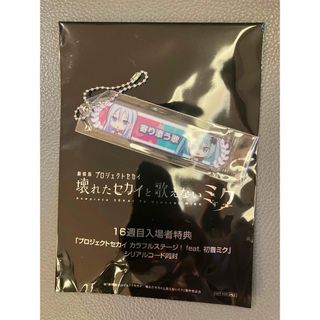 寄り添う歌
劇場版 プロジェクトセカイ
壊れたセカイと歌えないミク
16週目入場者特典
「プロジェクトセカイ カラフルステージ! feat. 初音ミク」
シリアルコード同封